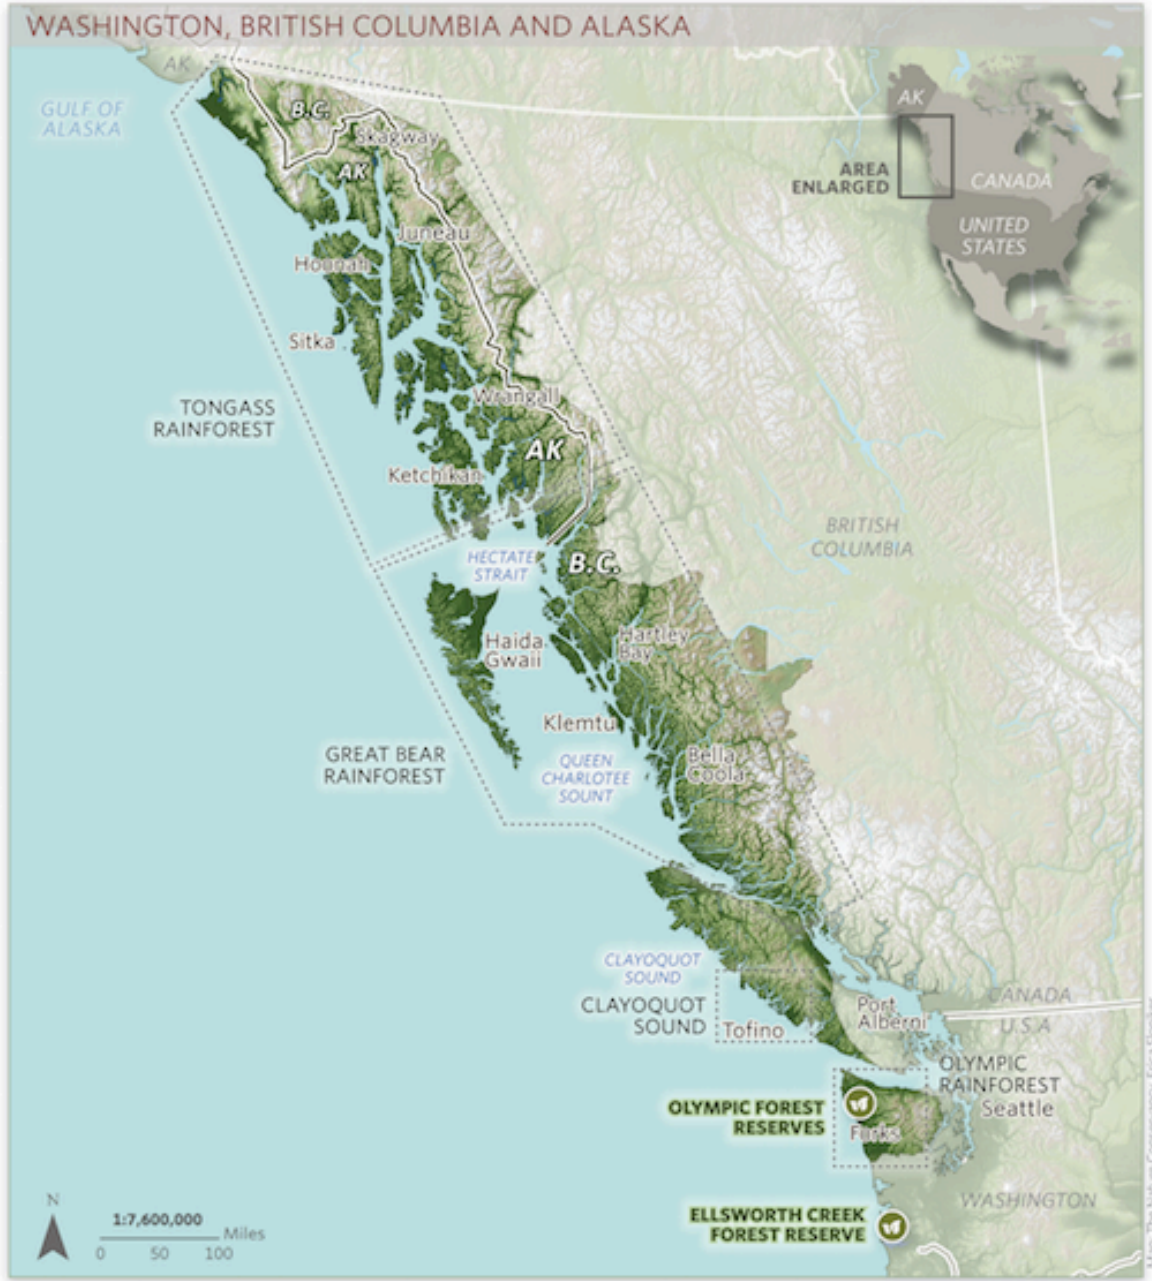 WASHINGTON, BRITISH COLUMBIA AND ALASKA
AK
GULF OF
ALASKA
B.C.
Skagway
AK
Juneau
Hoonah
Sitka
TONGASS
RAINFOREST
Wrangall
AK
Ketchikan
HECTATE
STRAIT
B.C.
Haida
Gwaii
Hartley
Bay
Klemtu
GREAT BEAR
RAINFOREST
QUEEN
CHARLOTEE
SOUNT
Bella
Coola
BRITISH
COLUMBIA
AK
AREA
ENLARGED
CANADA
UNITED
STATES
CLAYOQUOT
SOUND
CLAYOQUOT
SOUND
Tofino
Port
Alberni
CANADA
U.S.A
OLYMPIC
RAINFOREST
Seattle
OLYMPIC FOREST
RESERVES
Forks
WASHINGTON
ELLSWORTH CREEK
FOREST RESERVE
N
1:7,600,000
Miles
0 50 100